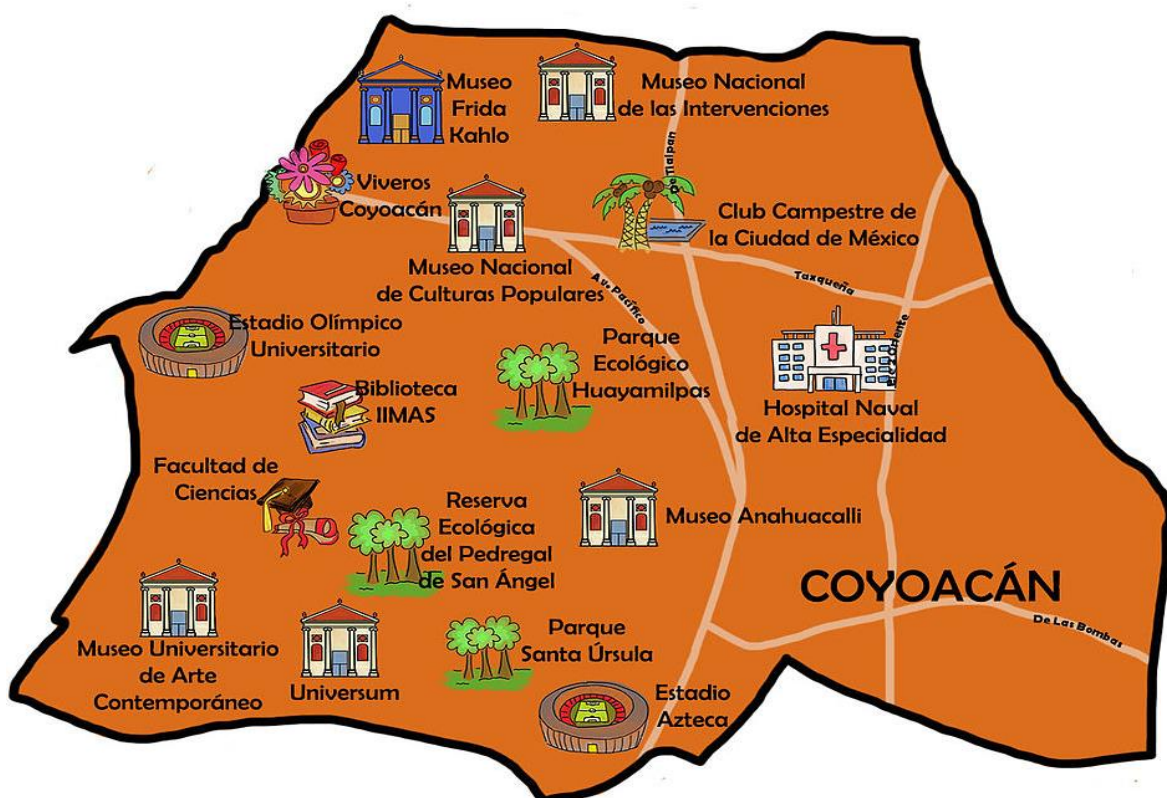 Museo
Frida
Kahlo
Museo Nacional
de las Intervenciones
De Tlalpan
Viveros
Coyoacán
Club Campestre de
la Ciudad de México
Museo Nacional
de Culturas Populares
Av. Pacífico
Taxqueña
Estadio Olímpico
Universitario
Parque
Ecológico
Huayamilpas
Biblioteca
IIMAS
Hospital Naval
de Alta Especialidad
Facultad de
Ciencias
Reserva
Ecológica
del Pedregal
de San Ángel
Museo Anahuacalli
COYOACÁN
De Las Bombas
Museo Universitario
de Arte
Contemporáneo
Universum
Parque
Santa Úrsula
Estadio
Azteca